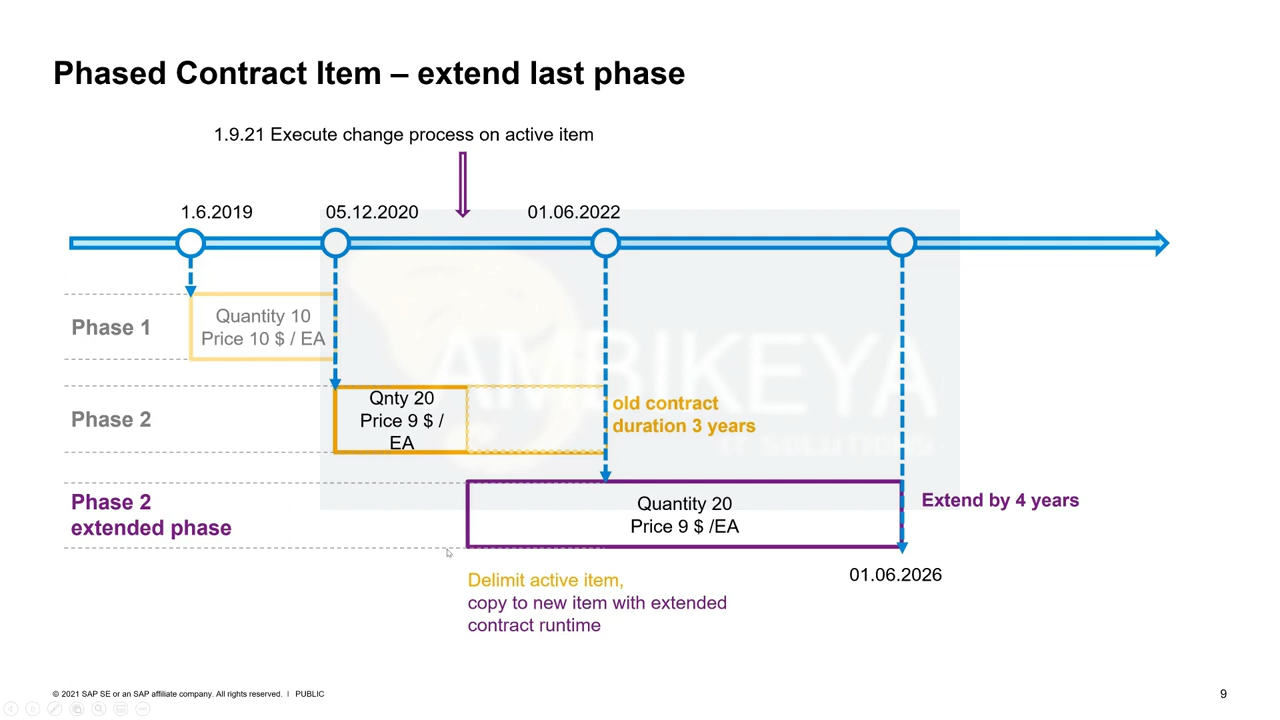 Phased Contract Item – extend last phase
1.9.21 Execute change process on active item
1.6.2019
05.12.2020
01.06.2022
Phase 1
Quantity 10
Price 10 $ / EA
Phase 2
Qnty 20
Price 9 $ /
EA
old contract
duration 3 years
AMBIKEYA
IT SOLUTIONS
Phase 2
extended phase
Quantity 20
Price 9 $ /EA
Extend by 4 years
01.06.2026
Delimit active item,
copy to new item with extended
contract runtime
© 2021 SAP SE or an SAP affiliate company. All rights reserved. ǀ PUBLIC
9